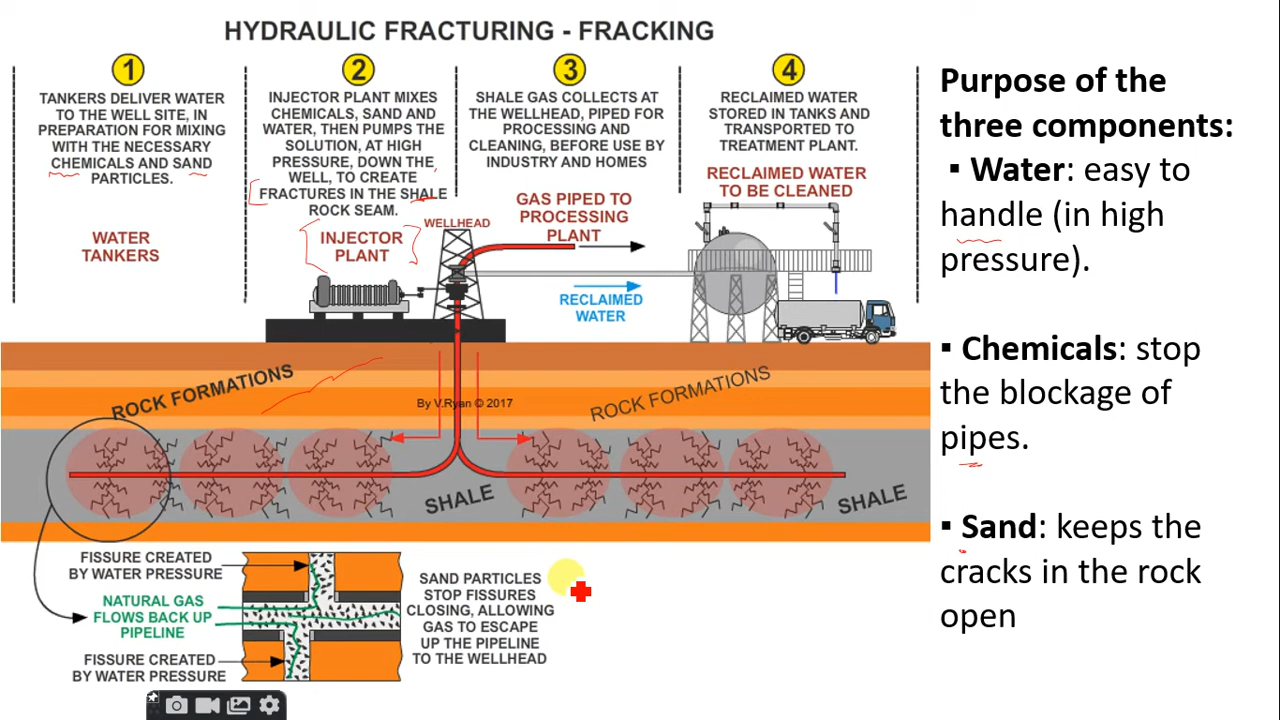 HYDRAULIC FRACTURING - FRACKING
1
TANKERS DELIVER WATER
TO THE WELL SITE, IN
PREPARATION FOR MIXING
WITH THE NECESSARY
CHEMICALS AND SAND
PARTICLES.
WATER
TANKERS
2
INJECTOR PLANT MIXES
CHEMICALS, SAND AND
WATER, THEN PUMPS THE
SOLUTION, AT HIGH
PRESSURE, DOWN THE
WELL, TO CREATE
FRACTURES IN THE SHALE
ROCK SEAM.
INJECTOR
PLANT
WELLHEAD
3
SHALE GAS COLLECTS AT
THE WELLHEAD, PIPED FOR
PROCESSING AND
CLEANING, BEFORE USE BY
INDUSTRY AND HOMES
GAS PIPED TO
PROCESSING
PLANT
RECLAIMED
WATER
4
RECLAIMED WATER
STORED IN TANKS AND
TRANSPORTED TO
TREATMENT PLANT.
RECLAIMED WATER
TO BE CLEANED
ROCK FORMATIONS
By V.Ryan © 2017
ROCK FORMATIONS
SHALE
SHALE
FISSURE CREATED
BY WATER PRESSURE
NATURAL GAS
FLOWS BACK UP
PIPELINE
FISSURE CREATED
BY WATER PRESSURE
SAND PARTICLES
STOP FISSURES
CLOSING, ALLOWING
GAS TO ESCAPE
UP THE PIPELINE
TO THE WELLHEAD
Purpose of the
three components:
▪ Water: easy to
handle (in high
pressure).
▪ Chemicals: stop
the blockage of
pipes.
▪ Sand: keeps the
cracks in the rock
open